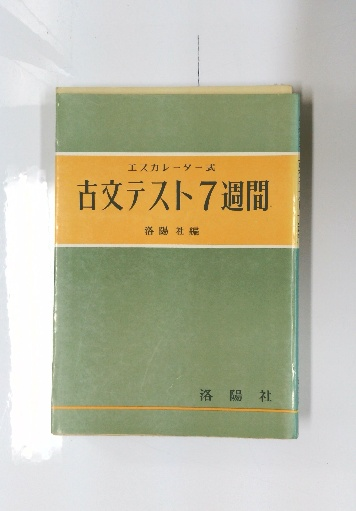 エスカレーター式
古文テスト7週間
洛陽社編
洛陽社